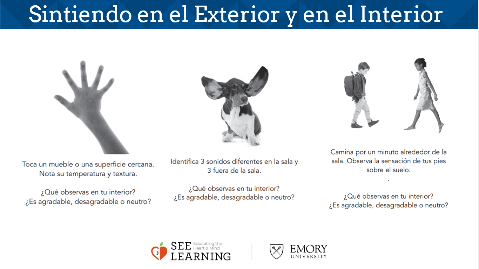 Sintiendo en el Exterior y en el Interior
Toca un mueble o una superficie cercana.
Nota su temperatura y textura.
¿Qué observas en tu interior?
¿Es agradable, desagradable o neutro?
Identifica 3 sonidos diferentes en la sala y
3 fuera de la sala.
¿Qué observas en tu interior?
¿Es agradable, desagradable o neutro?
Camina por un minuto alrededor de la
sala. Observa la sensación de tus pies
sobre el suelo.
.
¿Qué observas en tu interior?
¿Es agradable, desagradable o neutro?
SEE Educating the
Heart & Mind
LEARNING
EMORY
UNIVERSITY